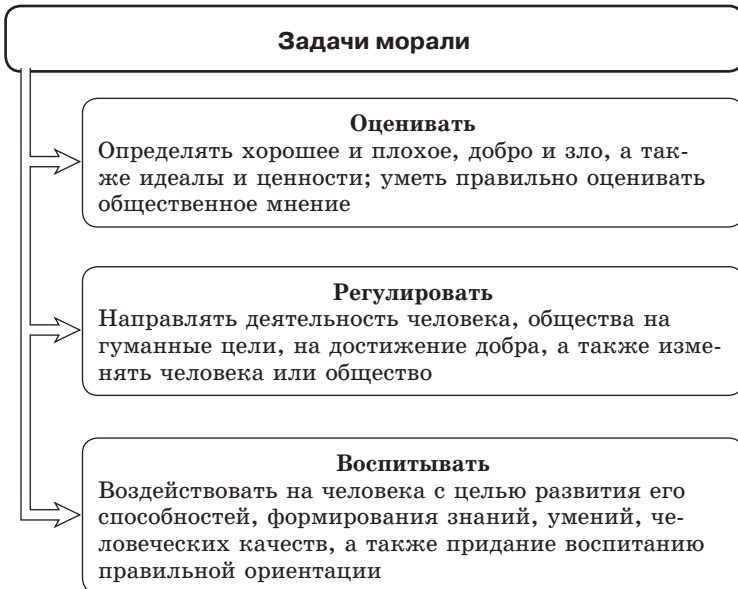 Задачи морали
Оценивать
Определять хорошее и плохое, добро и зло, а так-
же идеалы и ценности; уметь правильно оценивать
общественное мнение
Регулировать
Направлять деятельность человека, общества на
гуманные цели, на достижение добра, а также изме-
нять человека или общество
Воспитывать
Воздействовать на человека с целью развития его
способностей, формирования знаний, умений, че-
ловеческих качеств, а также придание воспитанию
правильной ориентации